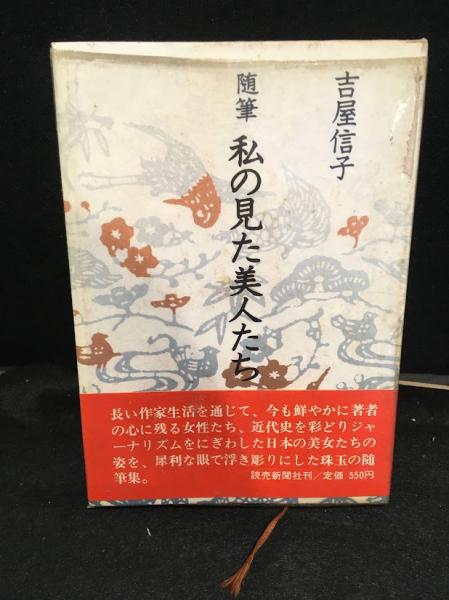 吉屋信子
随筆 私の見た美人たち
長い作家生活を通じて、今も鮮やかに著者
の心に残る女性たち、近代史を彩どりジャ
ーナリズムをにぎわした日本の美女たちの
姿を、犀利な眼で浮き彫りにした珠玉の随
筆集。
読売新聞社刊／定価 550円